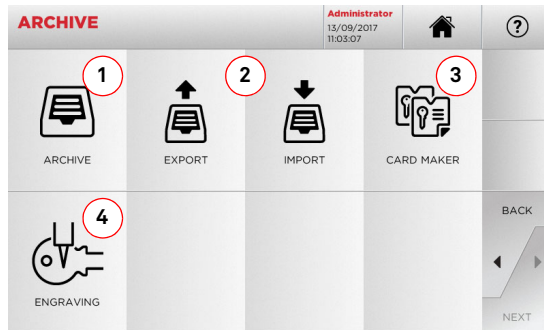 ARCHIVE
Administrator
13/09/2017
11:03:07
?
1
2
3
ARCHIVE
EXPORT
IMPORT
CARD MAKER
4
BACK
ENGRAVING
NEXT